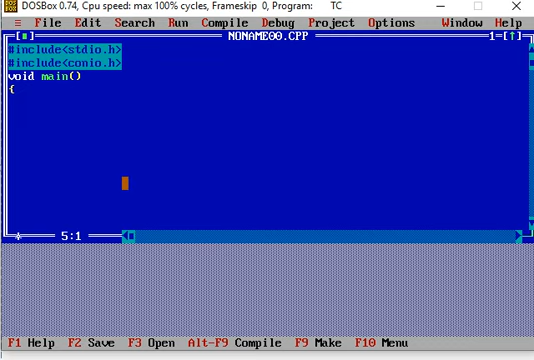 DOS BOX DOSBox 0.74, Cpu speed: max 100% cycles, Frameskip 0, Program: TC
≡ File Edit Search Run Compile Debug Project Options Window Help
[■] NONAME00.CPP 1=[↑]
#include<stdio.h>
#include<conio.h>
void main()
{
5:1
F1 Help F2 Save F3 Open Alt-F9 Compile F9 Make F10 Menu